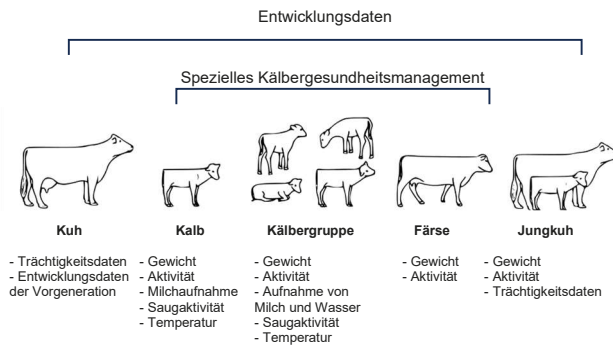 Entwicklungsdaten
Spezielles Kälbergesundheitsmanagement
Kuh
- Trächtigkeitsdaten
- Entwicklungsdaten
der Vorgeneration
Kalb
- Gewicht
- Aktivität
- Milchaufnahme
- Saugaktivität
- Temperatur
Kälbergruppe
- Gewicht
- Aktivität
- Aufnahme von
Milch und Wasser
- Saugaktivität
- Temperatur
Färse
- Gewicht
- Aktivität
Jungkuh
- Gewicht
- Aktivität
- Trächtigkeitsdaten